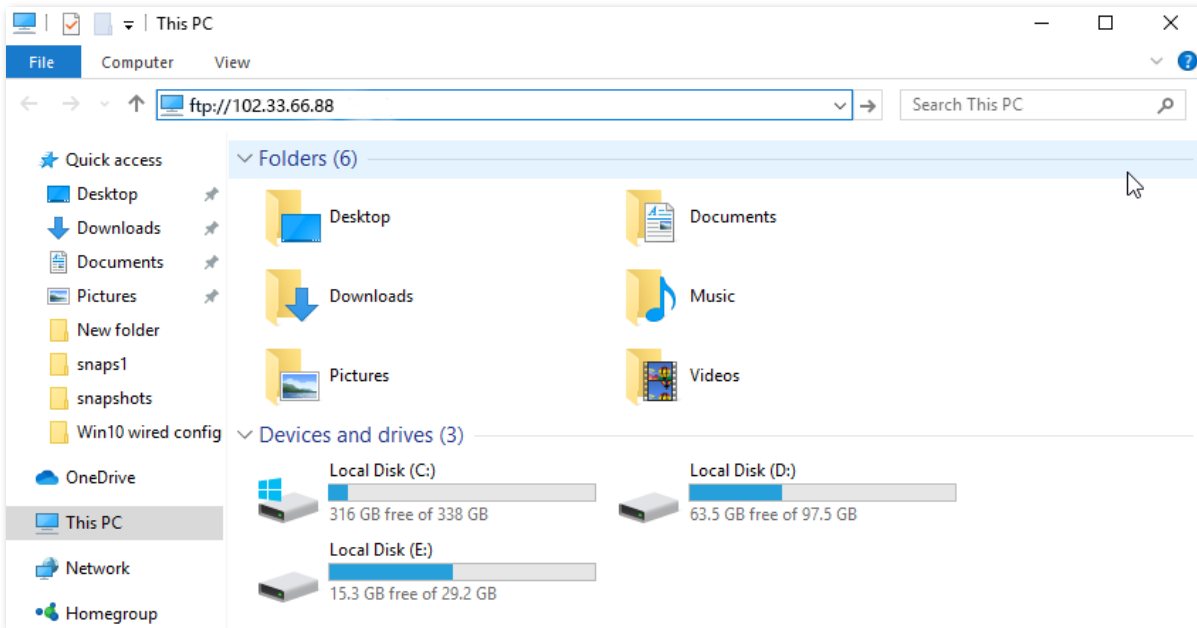 This PC
File Computer View
?
ftp://102.33.66.88
Search This PC
Quick access
Desktop
Downloads
Documents
Pictures
New folder
snaps1
snapshots
Win10 wired config
OneDrive
This PC
Network
Homegroup
Folders (6)
Desktop
Documents
Downloads
Music
Pictures
Videos
Devices and drives (3)
Local Disk (C:)
316 GB free of 338 GB
Local Disk (D:)
63.5 GB free of 97.5 GB
Local Disk (E:)
15.3 GB free of 29.2 GB